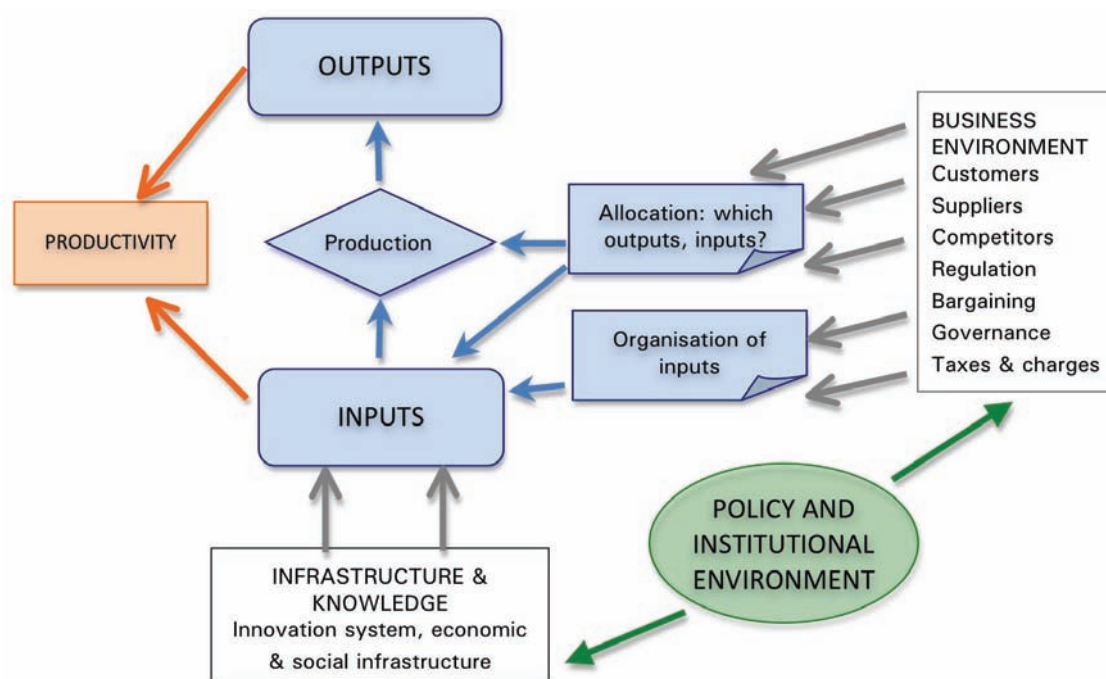 OUTPUTS
PRODUCTIVITY
Production
Allocation: which
outputs, inputs?
Organisation of
inputs
INPUTS
BUSINESS
ENVIRONMENT
Customers
Suppliers
Competitors
Regulation
Bargaining
Governance
Taxes & charges
POLICY AND
INSTITUTIONAL
ENVIRONMENT
INFRASTRUCTURE &
KNOWLEDGE
Innovation system, economic
& social infrastructure